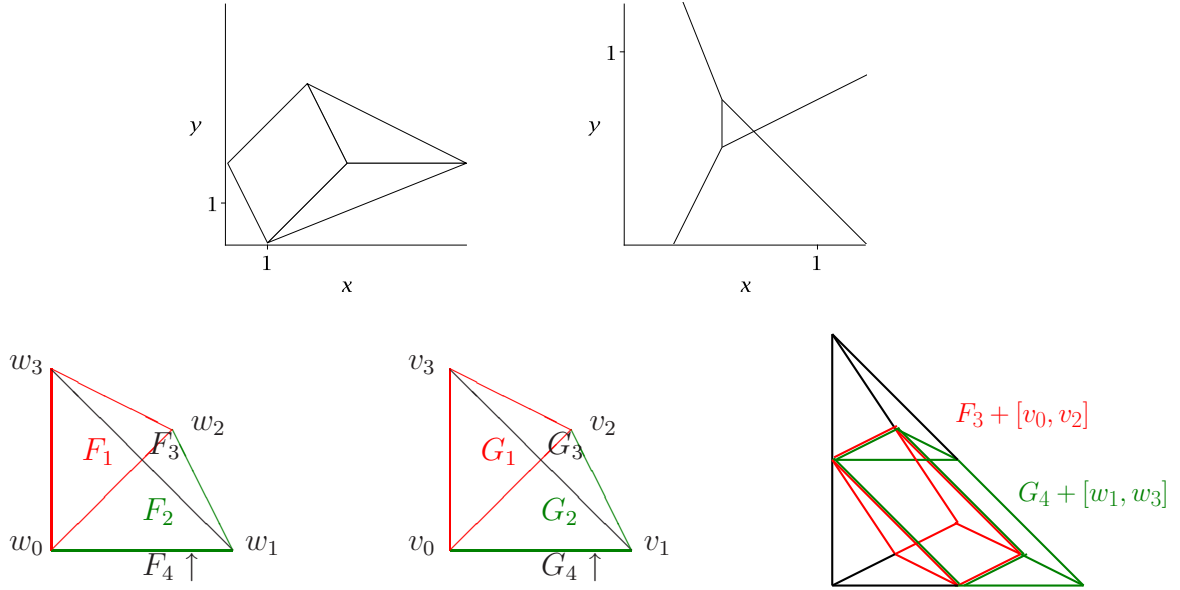 y
1
1
x
1
y
1
x
w₃
w₂
F₁
F₃
F₂
w₀
w₁
F₄ ↑
v₃
v₂
G₁
G₃
G₂
v₀
v₁
G₄ ↑
F₃ + [v₀, v₂]
G₄ + [w₁, w₃]